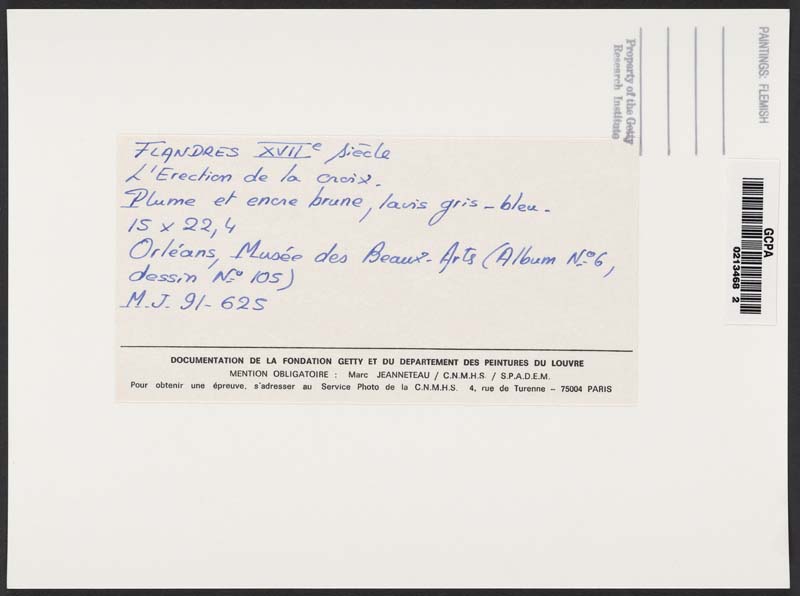 FLANDRES XVIIe siècle
L'Erection de la croix.
Plume et encre brune, lavis gris-bleu.
15 x 22,4
Orléans, Musée des Beaux-Arts (Album No 6,
dessin No 105)
M.J. 91-625
DOCUMENTATION DE LA FONDATION GETTY ET DU DEPARTEMENT DES PEINTURES DU LOUVRE
MENTION OBLIGATOIRE : Marc JEANNETEAU / C.N.M.H.S. / S.P.A.D.E.M.
Pour obtenir une épreuve, s'adresser au Service Photo de la C.N.M.H.S. 4, rue de Turenne - 75004 PARIS
Property of the Getty
Research Institute
PAINTINGS: FLEMISH
GCPA
0213468 2